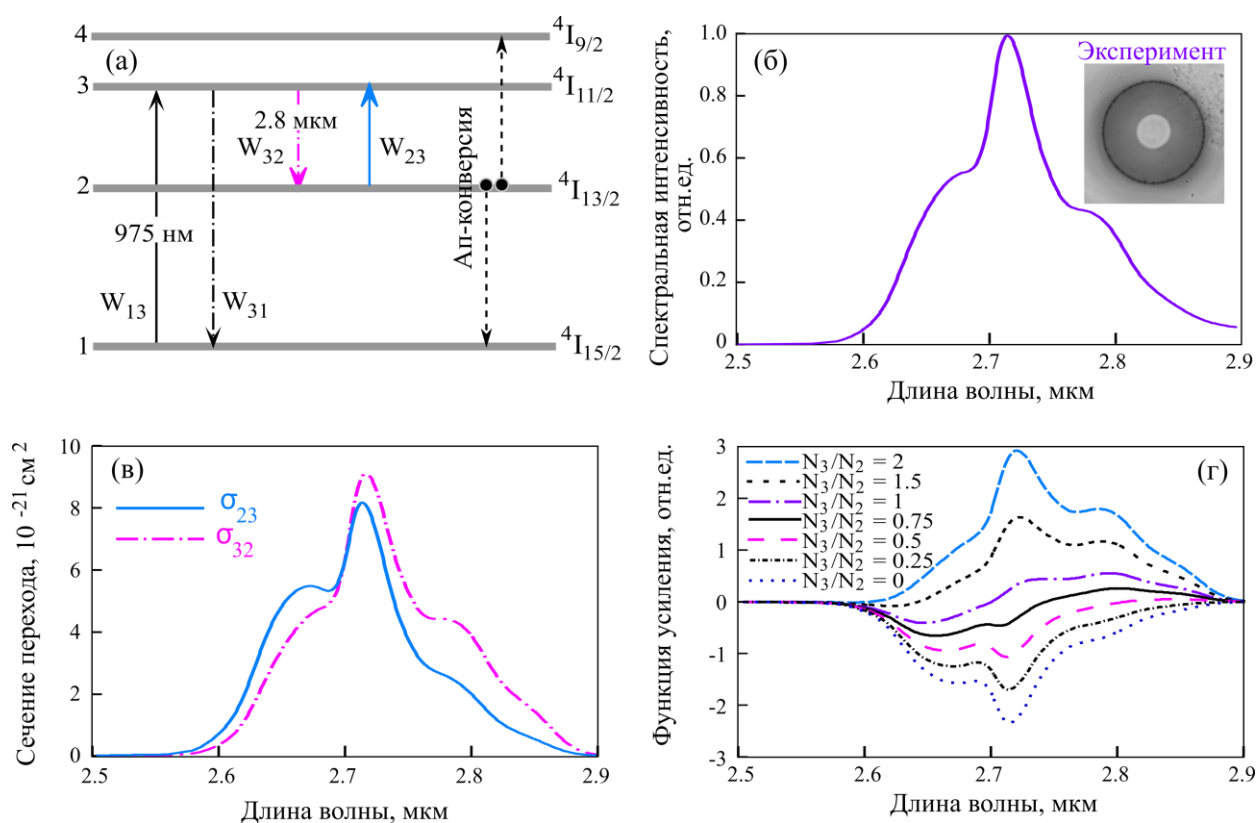 4
⁴I₉/₂
(а)
3
⁴I₁₁/₂
2.8 мкм
W₃₂
W₂₃
2
⁴I₁₃/₂
Ап-конверсия
975 нм
W₁₃
W₃₁
1
⁴I₁₅/₂
(б)
Эксперимент
Спектральная интенсивность,
отн.ед.
1.0
0.8
0.6
0.4
0.2
0
2.5 2.6 2.7 2.8 2.9
Длина волны, мкм
(в)
σ₂₃
σ₃₂
Сечение перехода, 10 ⁻²¹ см ²
10
8
6
4
2
0
2.5 2.6 2.7 2.8 2.9
Длина волны, мкм
(г)
N₃/N₂ = 2
N₃/N₂ = 1.5
N₃/N₂ = 1
N₃/N₂ = 0.75
N₃/N₂ = 0.5
N₃/N₂ = 0.25
N₃/N₂ = 0
Функция усиления, отн.ед.
3
2
1
0
-1
-2
-3
2.5 2.6 2.7 2.8 2.9
Длина волны, мкм